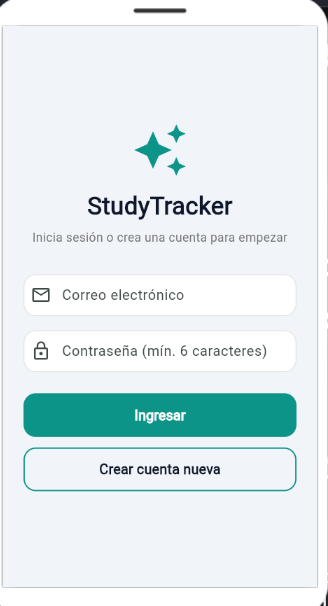 StudyTracker
Inicia sesión o crea una cuenta para empezar
Correo electrónico
Contraseña (mín. 6 caracteres)
Ingresar
Crear cuenta nueva